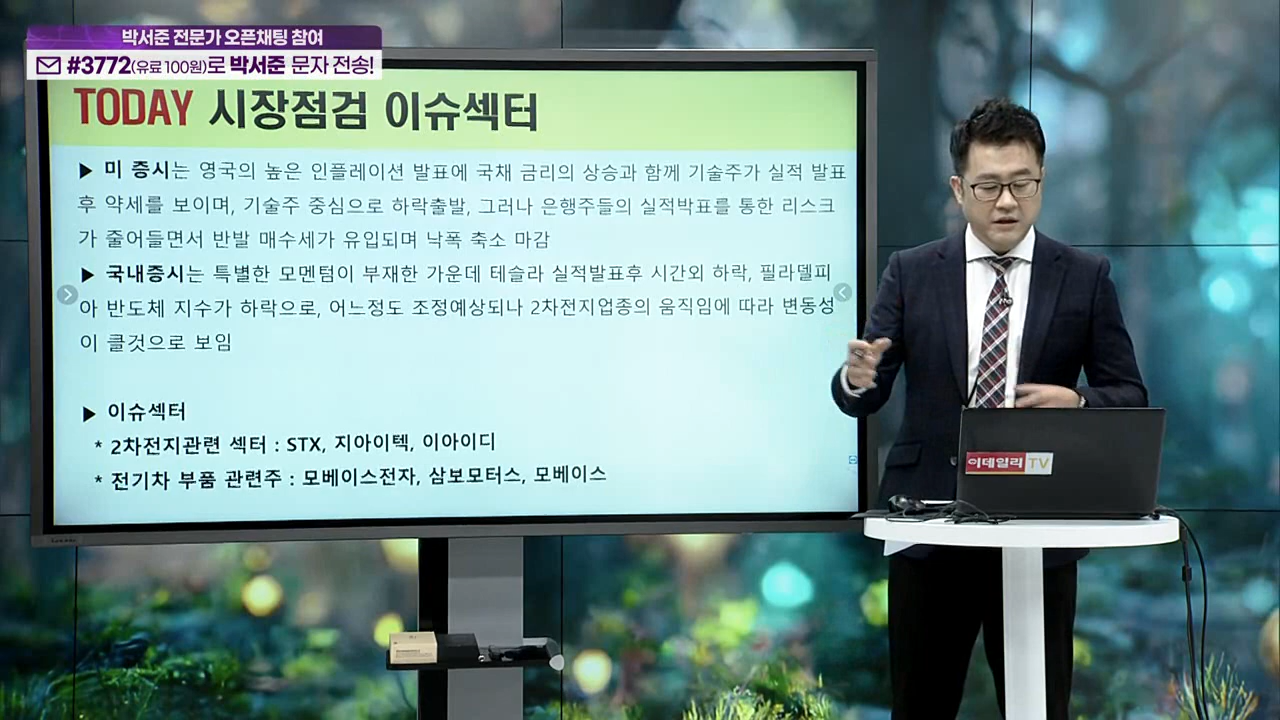 박서준 전문가 오픈채팅 참여
#3772(유료 100원)로 박서준 문자 전송!
TODAY 시장점검 이슈섹터
▶ 미 증시는 영국의 높은 인플레이션 발표에 국채 금리의 상승과 함께 기술주가 실적 발표
후 약세를 보이며, 기술주 중심으로 하락출발, 그러나 은행주들의 실적박표를 통한 리스크
가 줄어들면서 반발 매수세가 유입되며 낙폭 축소 마감
▶ 국내증시는 특별한 모멘텀이 부재한 가운데 테슬라 실적발표후 시간외 하락, 필라델피
아 반도체 지수가 하락으로, 어느정도 조정예상되나 2차전지업종의 움직임에 따라 변동성
이 클것으로 보임
▶ 이슈섹터
* 2차전지관련 섹터 : STX, 지아이텍, 이아이디
* 전기차 부품 관련주 : 모베이스전자, 삼보모터스, 모베이스
이데일리 TV